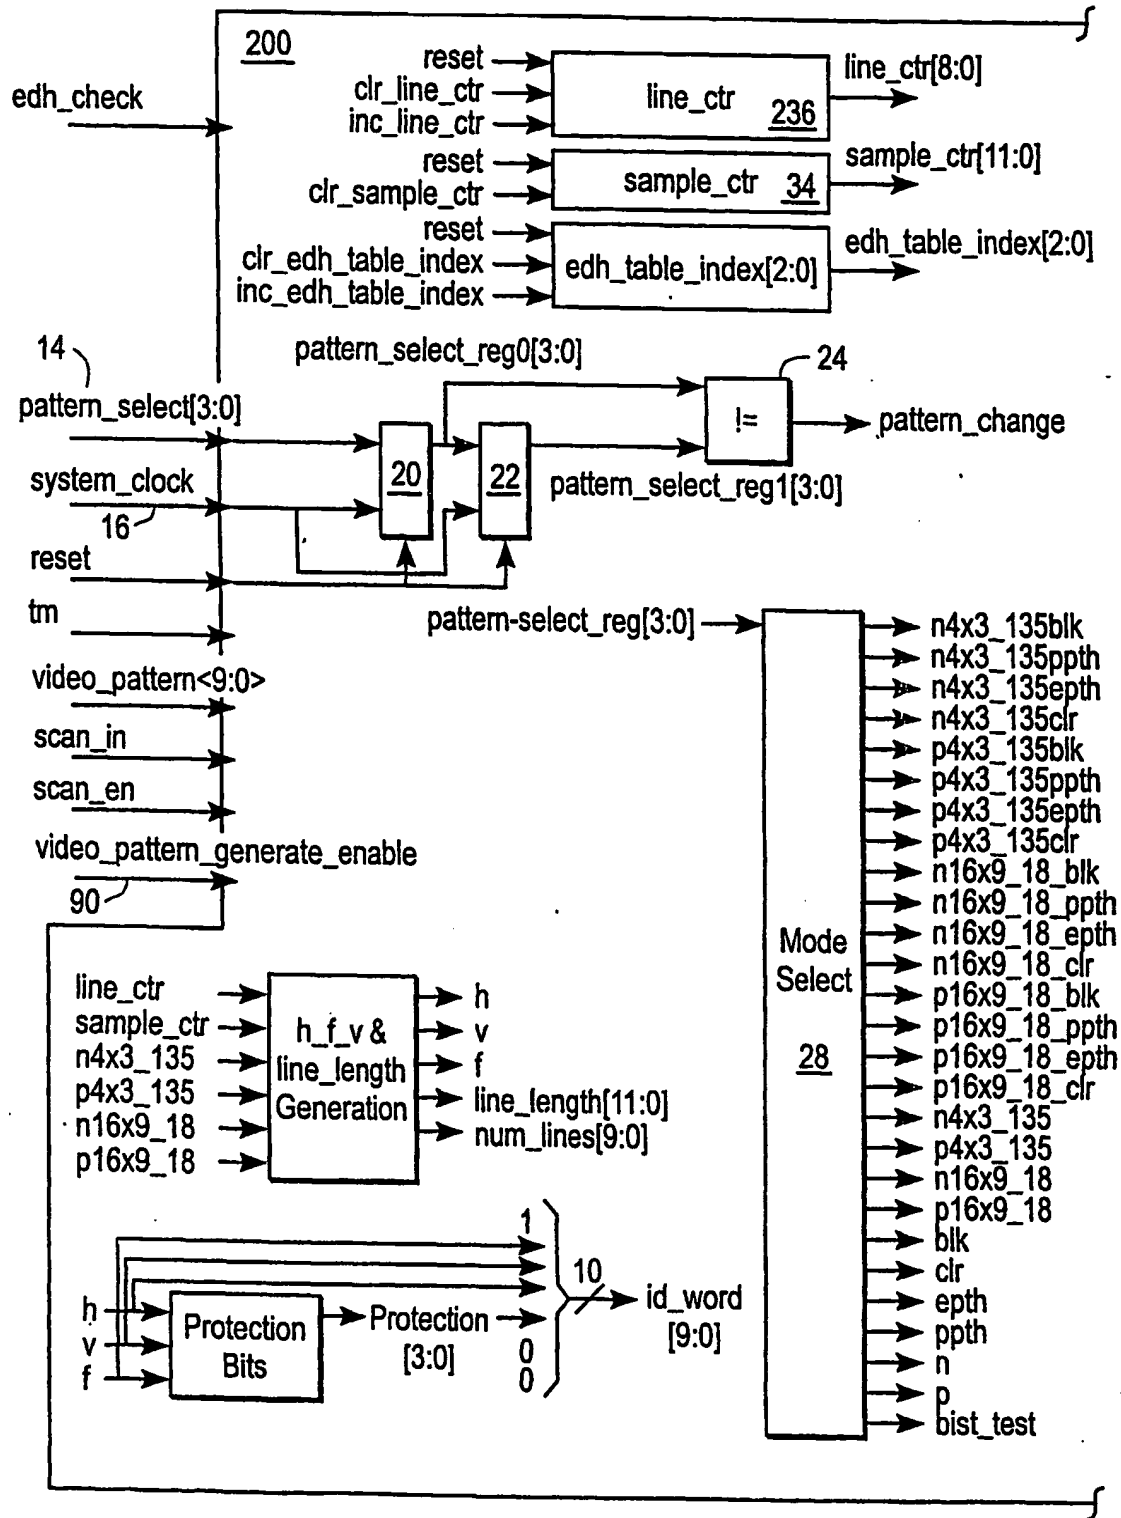 200
edh_check
reset
clr_line_ctr
inc_line_ctr
line_ctr
236
line_ctr[8:0]
reset
clr_sample_ctr
sample_ctr
34
sample_ctr[11:0]
reset
clr_edh_table_index
inc_edh_table_index
edh_table_index[2:0]
edh_table_index[2:0]
14
pattern_select[3:0]
pattern_select_reg0[3:0]
24
!=
pattern_change
system_clock
16
20
22
pattern_select_reg1[3:0]
reset
tm
video_pattern<9:0>
scan_in
scan_en
video_pattern_generate_enable
90
pattern-select_reg[3:0]
Mode
Select
28
n4x3_135blk
n4x3_135ppth
n4x3_135epth
n4x3_135clr
p4x3_135blk
p4x3_135ppth
p4x3_135epth
p4x3_135clr
n16x9_18_blk
n16x9_18_ppth
n16x9_18_epth
n16x9_18_clr
p16x9_18_blk
p16x9_18_ppth
p16x9_18_epth
p16x9_18_clr
n4x3_135
p4x3_135
n16x9_18
p16x9_18
blk
clr
epth
ppth
n
p
bist_test
line_ctr
sample_ctr
n4x3_135
p4x3_135
n16x9_18
p16x9_18
h_f_v &
line_length
Generation
h
v
f
line_length[11:0]
num_lines[9:0]
h
v
f
Protection
Bits
Protection
[3:0]
1
0
0
10
id_word
[9:0]